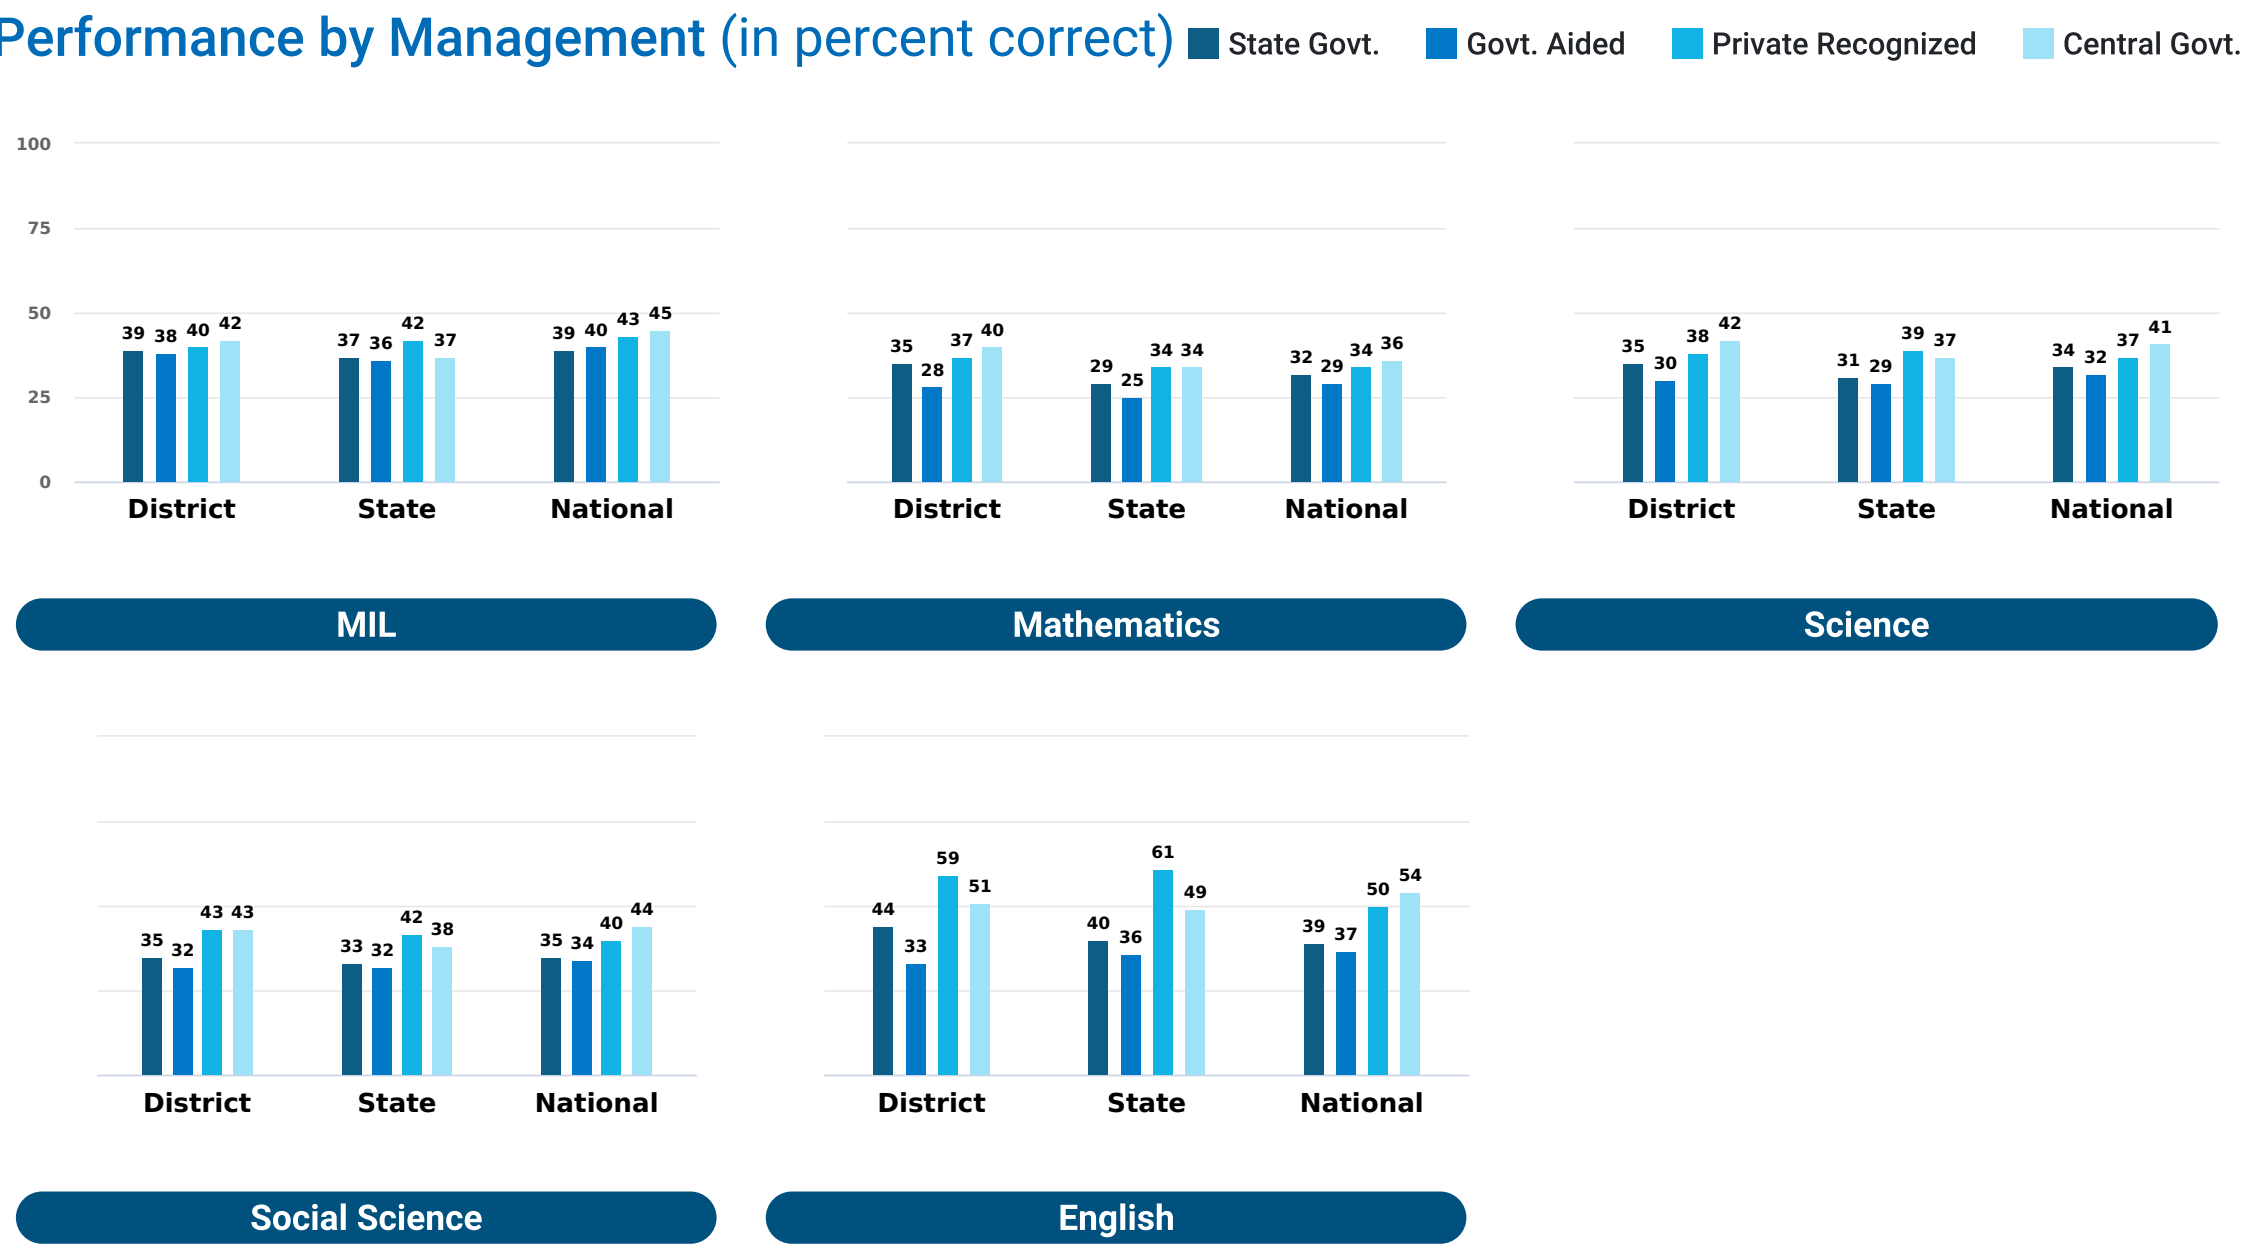 Performance by Management (in percent correct) State Govt. Govt. Aided Private Recognized Central Govt.
100
75
50
25
0
39 38 40 42 37 36 42 37 39 40 43 45
District State National
MIL
35 28 37 40 29 25 34 34 32 29 34 36
District State National
Mathematics
35 30 38 42 31 29 39 37 34 32 37 41
District State National
Science
35 32 43 43 33 32 42 38 35 34 40 44
District State National
Social Science
44 33 59 51 40 36 61 49 39 37 50 54
District State National
English